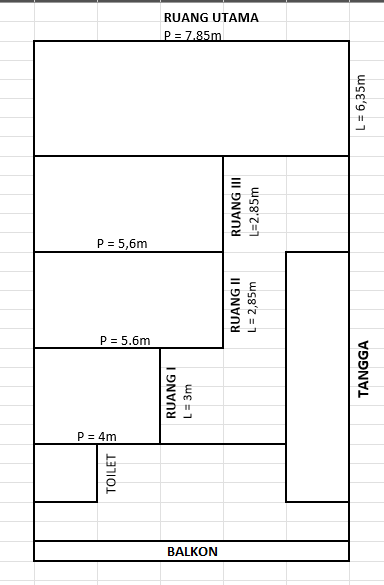 RUANG UTAMA
P = 7,85m
L = 6,35m
RUANG III
L=2.85m
P = 5,6m
RUANG II
L = 2,85m
P = 5.6m
TANGGA
RUANG I
L = 3m
P = 4m
TOILET
BALKON